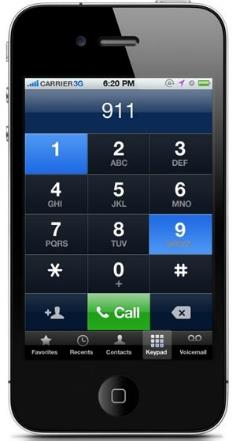 CARRIER 3G 6:20 PM
911
1 2 3
ABC DEF
4 5 6
GHI JKL MNO
7 8 9
PQRS TUV WXYZ
* 0 #
+
+ Call
Favorites Recents Contacts Keypad Voicemail